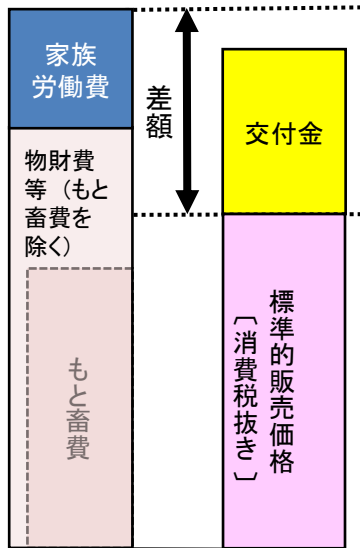 家族
労働費
物財費
等（もと
畜費を
除く）
もと畜費
差額
交付金
標準的販売価格
〔消費税抜き〕